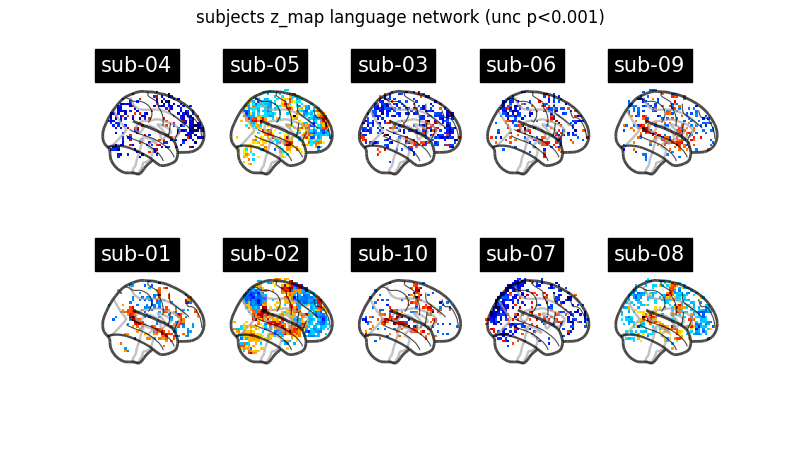 subjects z_map language network (unc p<0.001)
sub-04 sub-05 sub-03 sub-06 sub-09
sub-01 sub-02 sub-10 sub-07 sub-08